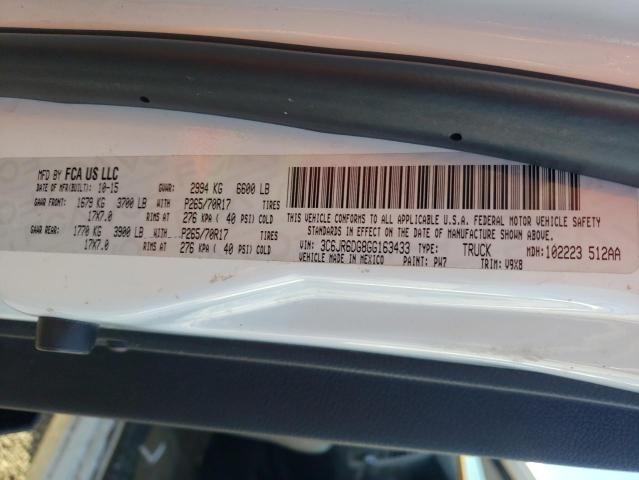 MFD BY FCA US LLC
DATE OF MFR(BUILT): 10-15 GVWR: 2994 KG 6600 LB
GAWR FRONT: 1679 KG 3700 LB WITH P265/70R17 TIRES
17X7.0 RIMS AT 276 KPA ( 40 PSI) COLD
GAWR REAR: 1770 KG 3900 LB WITH P265/70R17 TIRES
17X7.0 RIMS AT 276 KPA ( 40 PSI) COLD
THIS VEHICLE CONFORMS TO ALL APPLICABLE U.S.A. FEDERAL MOTOR VEHICLE SAFETY
STANDARDS IN EFFECT ON THE DATE OF MANUFACTURE SHOWN ABOVE.
VIN: 3C6JR6DG8GG163433 TYPE: TRUCK MDH: 102223 512AA
VEHICLE MADE IN MEXICO PAINT: PW7 TRIM: V9X8